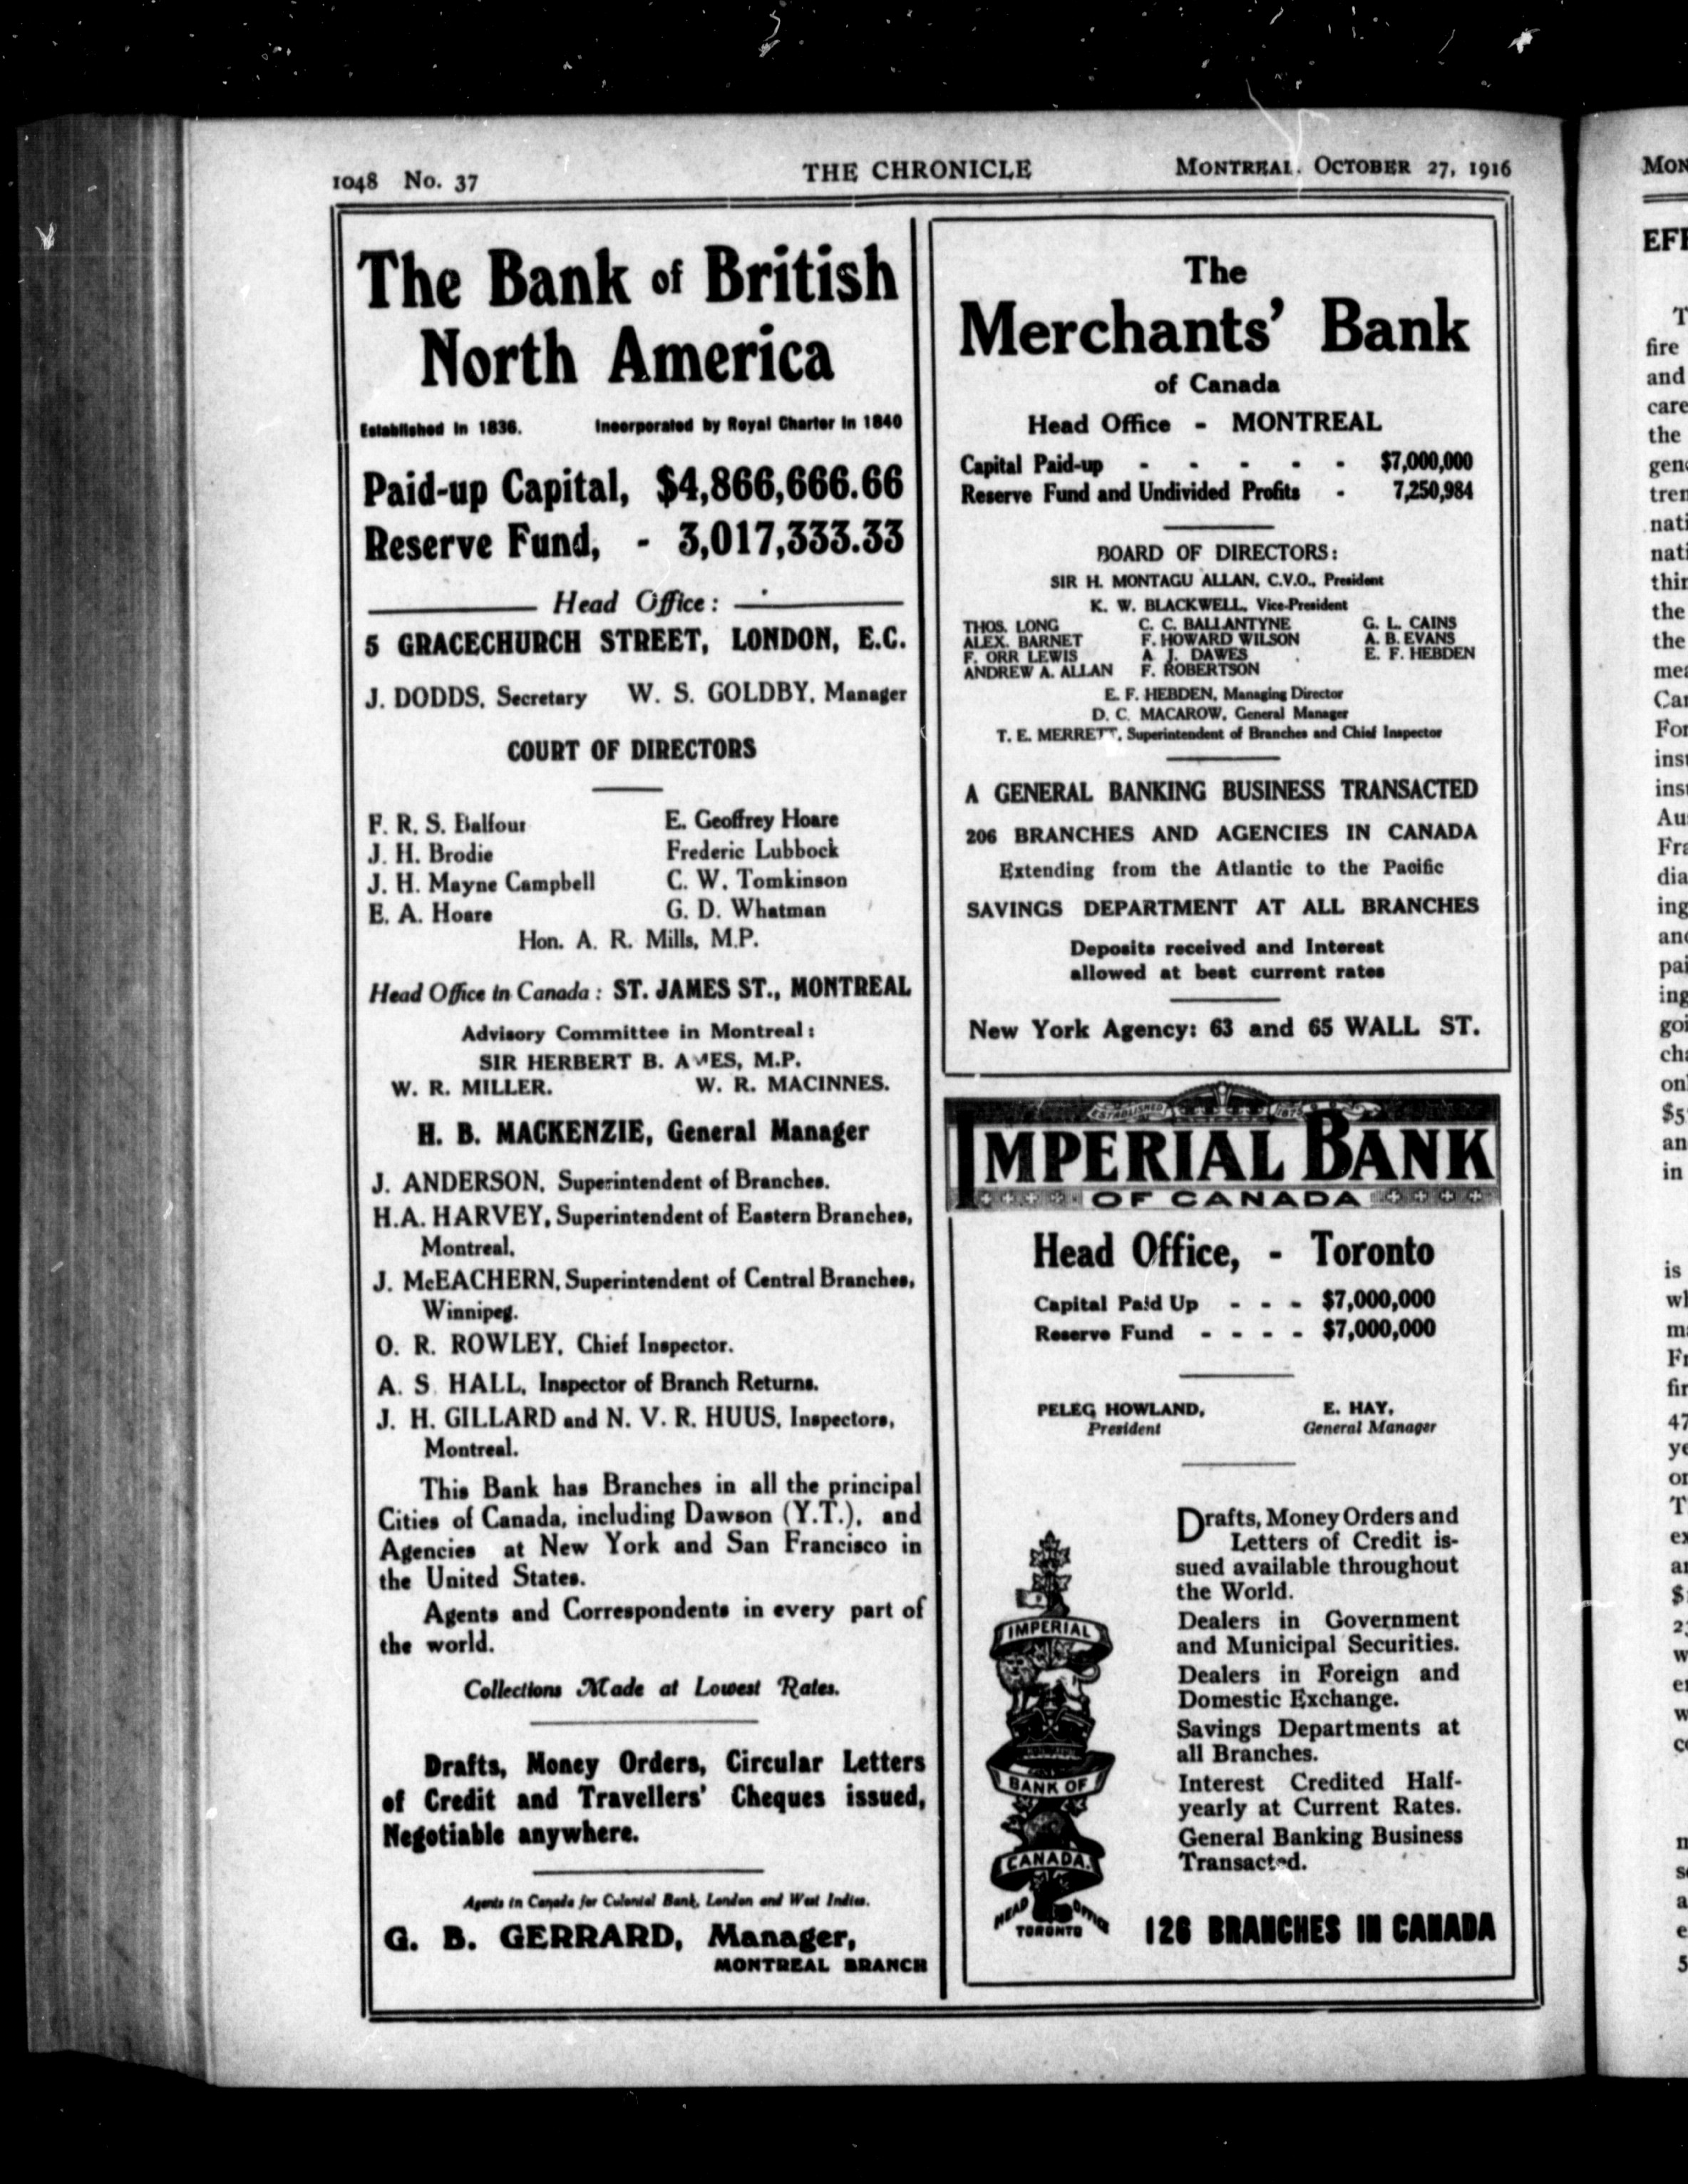 1048 No. 37
THE CHRONICLE
MONTREAL, OCTOBER 27, 1916
The Bank of British
North America
Established in 1836.
Incorporated by Royal Charter in 1840
Paid-up Capital, $4,866,666.66
Reserve Fund, - 3,017,333.33
Head Office:
5 GRACECHURCH STREET, LONDON, E.C.
J. DODDS, Secretary W. S. GOLDBY, Manager
COURT OF DIRECTORS
F. R. S. Balfour E. Geoffrey Hoare
J. H. Brodie Frederic Lubbock
J. H. Mayne Campbell C. W. Tomkinson
E. A. Hoare G. D. Whatman
Hon. A. R. Mills, M.P.
Head Office in Canada: ST. JAMES ST., MONTREAL
Advisory Committee in Montreal:
SIR HERBERT B. AMES, M.P.
W. R. MILLER. W. R. MACINNES.
H. B. MACKENZIE, General Manager
J. ANDERSON, Superintendent of Branches.
H.A. HARVEY, Superintendent of Eastern Branches,
Montreal.
J. McEACHERN, Superintendent of Central Branches,
Winnipeg.
O. R. ROWLEY, Chief Inspector.
A. S. HALL, Inspector of Branch Returns.
J. H. GILLARD and N. V. R. HUUS, Inspectors,
Montreal.
This Bank has Branches in all the principal
Cities of Canada, including Dawson (Y.T.), and
Agencies at New York and San Francisco in
the United States.
Agents and Correspondents in every part of
the world.
Collections Made at Lowest Rates.
Drafts, Money Orders, Circular Letters
of Credit and Travellers' Cheques issued,
Negotiable anywhere.
Agents in Canada for Colonial Bank, London and West Indies.
G. B. GERRARD, Manager,
MONTREAL BRANCH
The
Merchants' Bank
of Canada
Head Office - MONTREAL
Capital Paid-up - - - - - $7,000,000
Reserve Fund and Undivided Profits - 7,250,984
BOARD OF DIRECTORS:
SIR H. MONTAGU ALLAN, C.V.O., President
K. W. BLACKWELL, Vice-President
THOS. LONG C. C. BALLANTYNE G. L. CAINS
ALEX. BARNET F. HOWARD WILSON A. B. EVANS
F. ORR LEWIS A. J. DAWES E. F. HEBDEN
ANDREW A. ALLAN F. ROBERTSON
E. F. HEBDEN, Managing Director
D. C. MACAROW, General Manager
T. E. MERRETT, Superintendent of Branches and Chief Inspector
A GENERAL BANKING BUSINESS TRANSACTED
206 BRANCHES AND AGENCIES IN CANADA
Extending from the Atlantic to the Pacific
SAVINGS DEPARTMENT AT ALL BRANCHES
Deposits received and Interest
allowed at best current rates
New York Agency: 63 and 65 WALL ST.
ESTABLISHED 1875
IMPERIAL BANK
OF CANADA
Head Office, - Toronto
Capital Paid Up - - - $7,000,000
Reserve Fund - - - - $7,000,000
PELEG HOWLAND, E. HAY,
President General Manager
IMPERIAL
BANK OF
CANADA.
HEAD OFFICE
TORONTO
Drafts, Money Orders and
Letters of Credit is-
sued available throughout
the World.
Dealers in Government
and Municipal Securities.
Dealers in Foreign and
Domestic Exchange.
Savings Departments at
all Branches.
Interest Credited Half-
yearly at Current Rates.
General Banking Business
Transacted.
126 BRANCHES IN CANADA
fire
and
care
the
the
the
ing
is
in